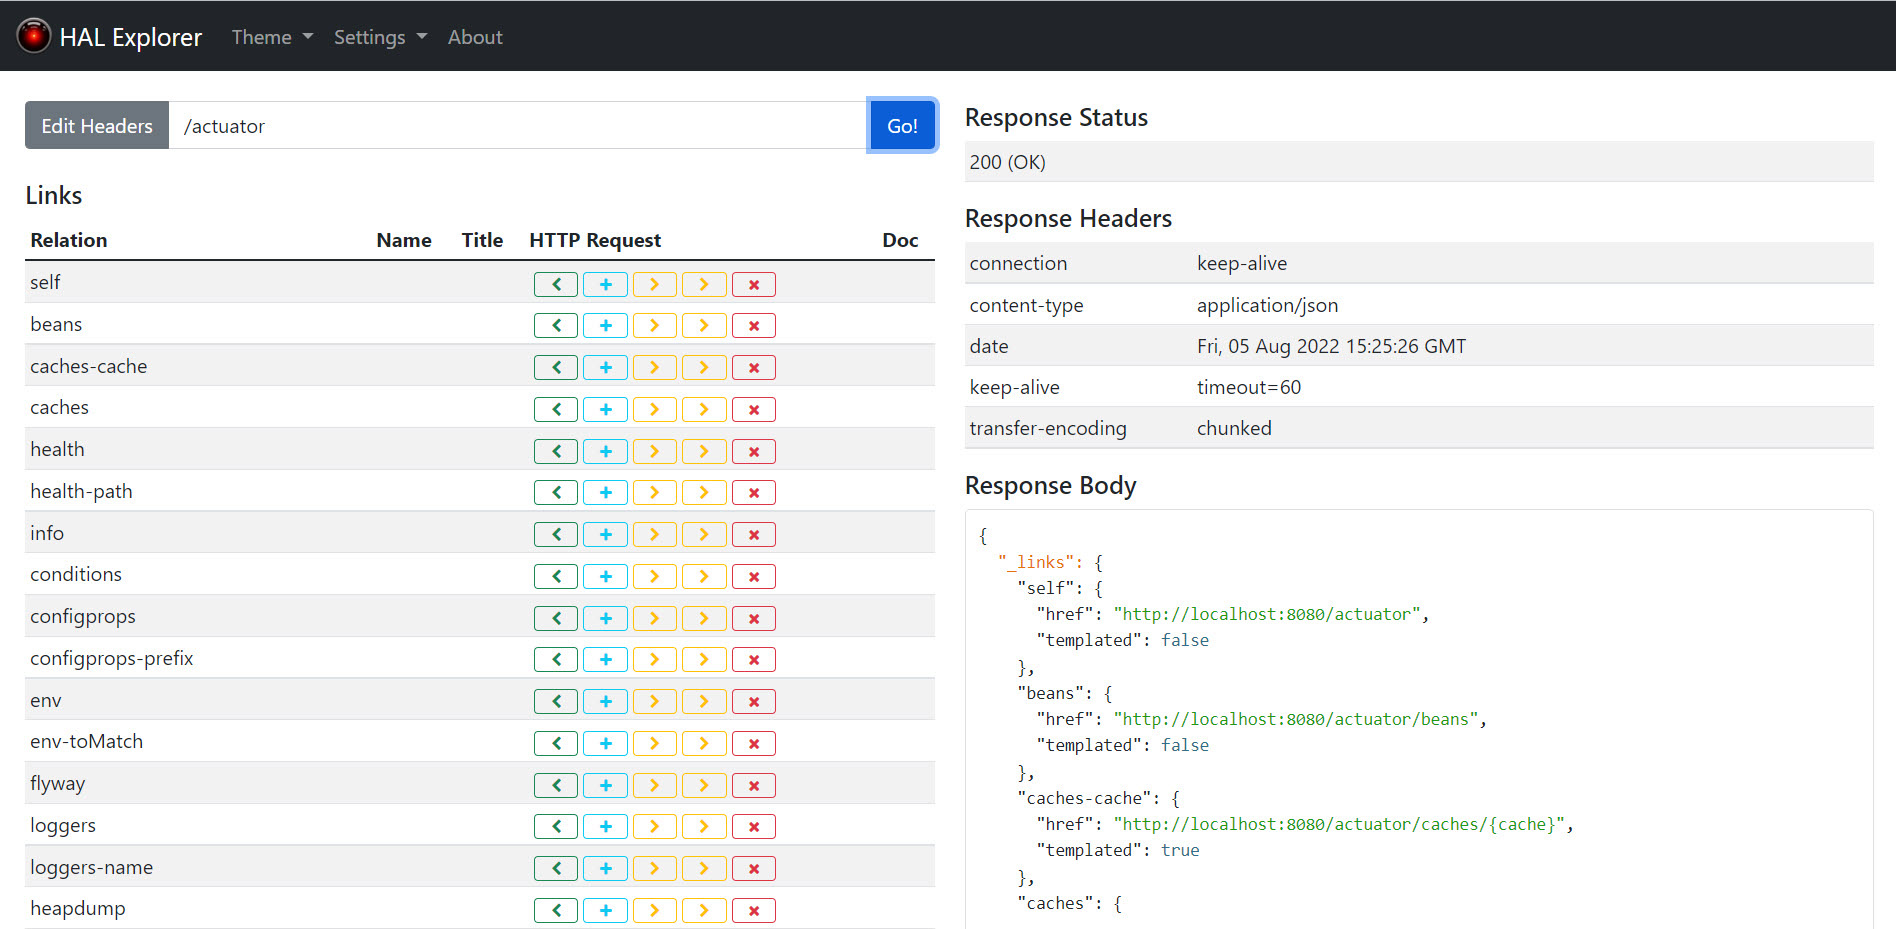 HAL Explorer Theme Settings About
Edit Headers /actuator Go!
Links
Relation Name Title HTTP Request Doc
self
beans
caches-cache
caches
health
health-path
info
conditions
configprops
configprops-prefix
env
env-toMatch
flyway
loggers
loggers-name
heapdump
Response Status
200 (OK)
Response Headers
connection keep-alive
content-type application/json
date Fri, 05 Aug 2022 15:25:26 GMT
keep-alive timeout=60
transfer-encoding chunked
Response Body
{
"_links": {
"self": {
"href": "http://localhost:8080/actuator",
"templated": false
},
"beans": {
"href": "http://localhost:8080/actuator/beans",
"templated": false
},
"caches-cache": {
"href": "http://localhost:8080/actuator/caches/{cache}",
"templated": true
},
"caches": {